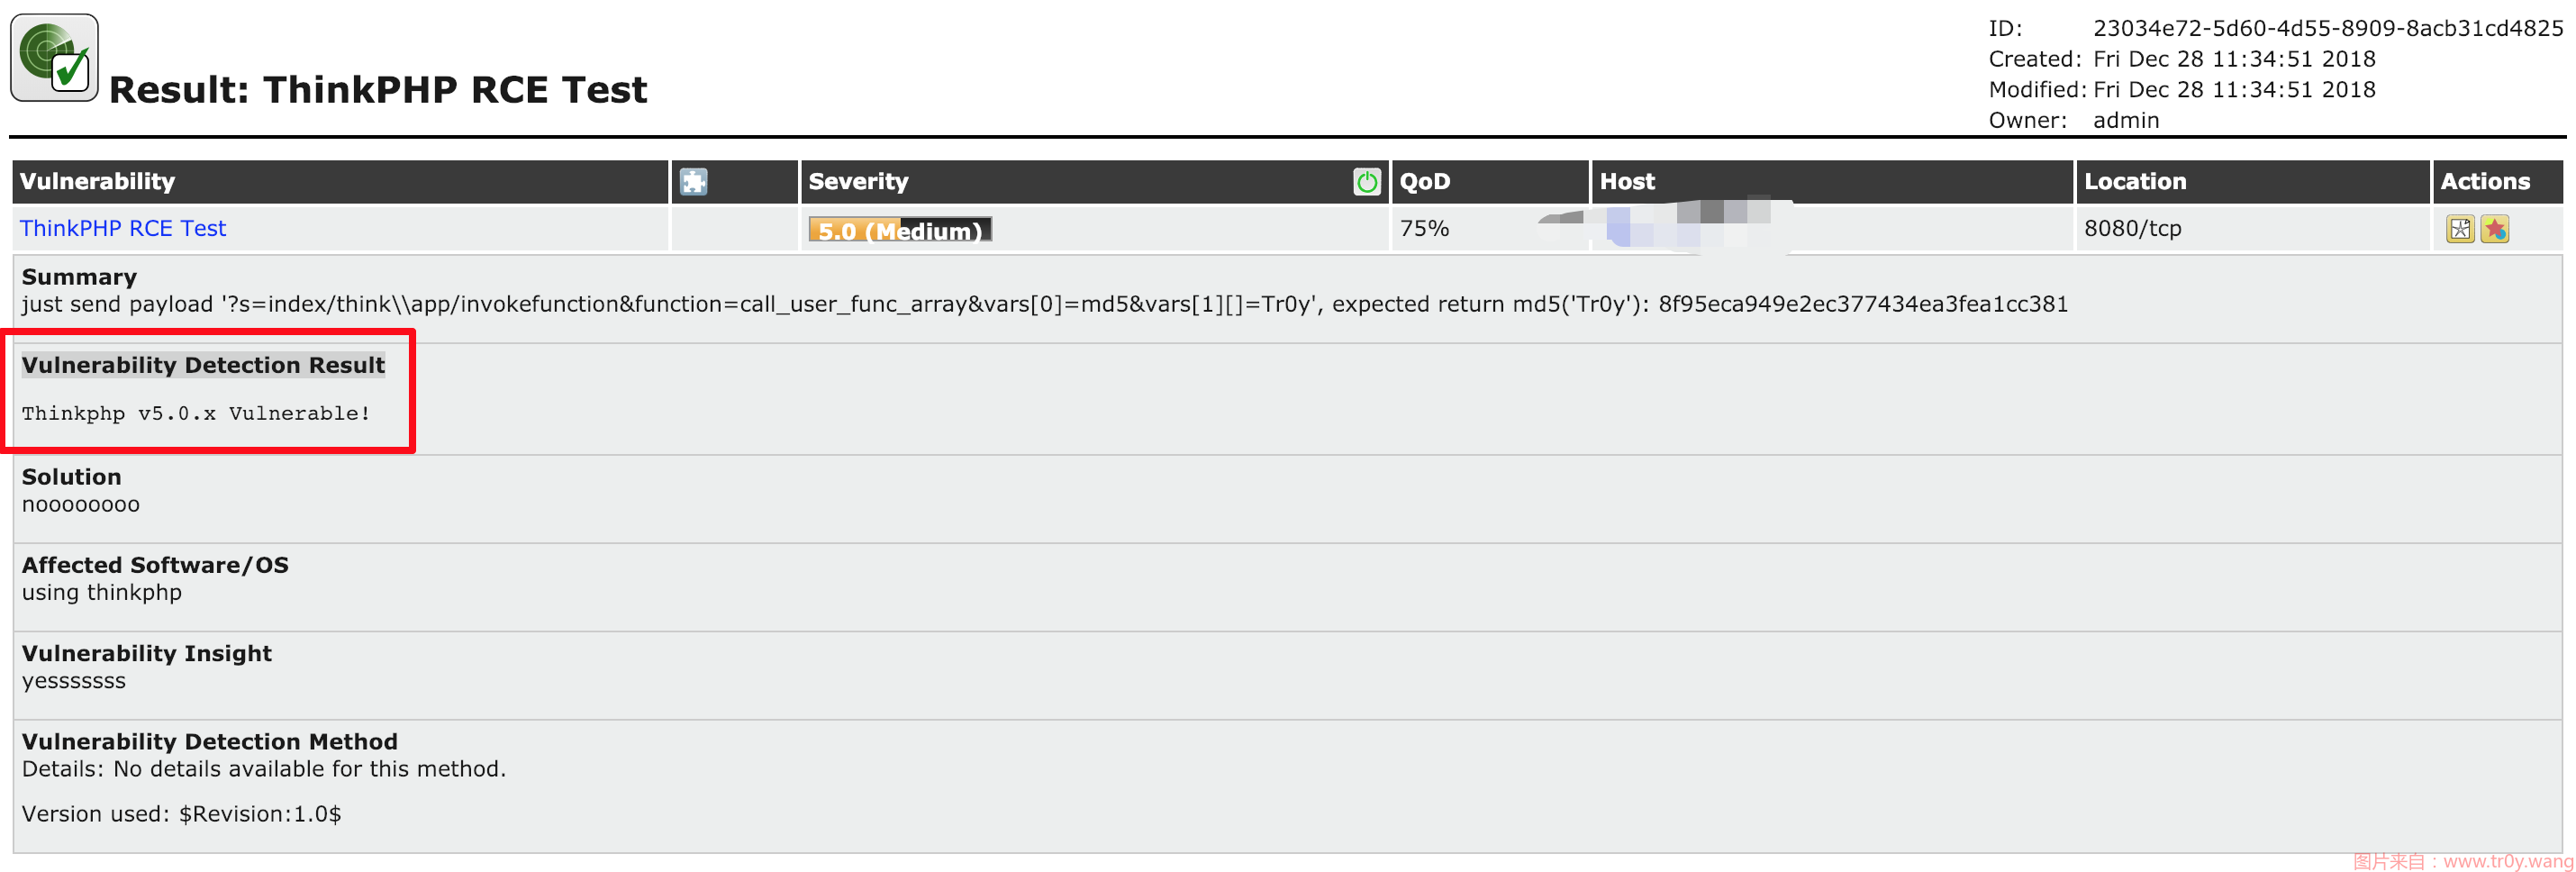 Result: ThinkPHP RCE Test
ID: 23034e72-5d60-4d55-8909-8acb31cd4825
Created: Fri Dec 28 11:34:51 2018
Modified: Fri Dec 28 11:34:51 2018
Owner: admin
Vulnerability Severity QoD Host Location Actions
ThinkPHP RCE Test 5.0 (Medium) 75% 8080/tcp
Summary
just send payload '?s=index/think\\app/invokefunction&function=call_user_func_array&vars[0]=md5&vars[1][]=Tr0y', expected return md5('Tr0y'): 8f95eca949e2ec377434ea3fea1cc381
Vulnerability Detection Result
Thinkphp v5.0.x Vulnerable!
Solution
noooooooo
Affected Software/OS
using thinkphp
Vulnerability Insight
yesssssss
Vulnerability Detection Method
Details: No details available for this method.
Version used: $Revision:1.0$
图片来自：www.tr0y.wang